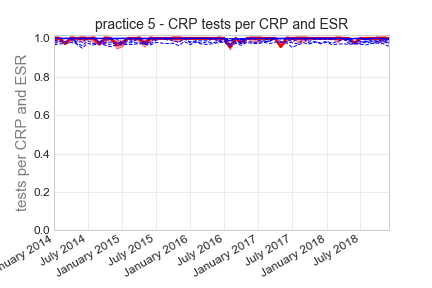 practice 5 - CRP tests per CRP and ESR
tests per CRP and ESR
1.0
0.8
0.6
0.4
0.2
0.0
nuary 2014
July 2014
January 2015
July 2015
January 2016
July 2016
January 2017
July 2017
January 2018
July 2018